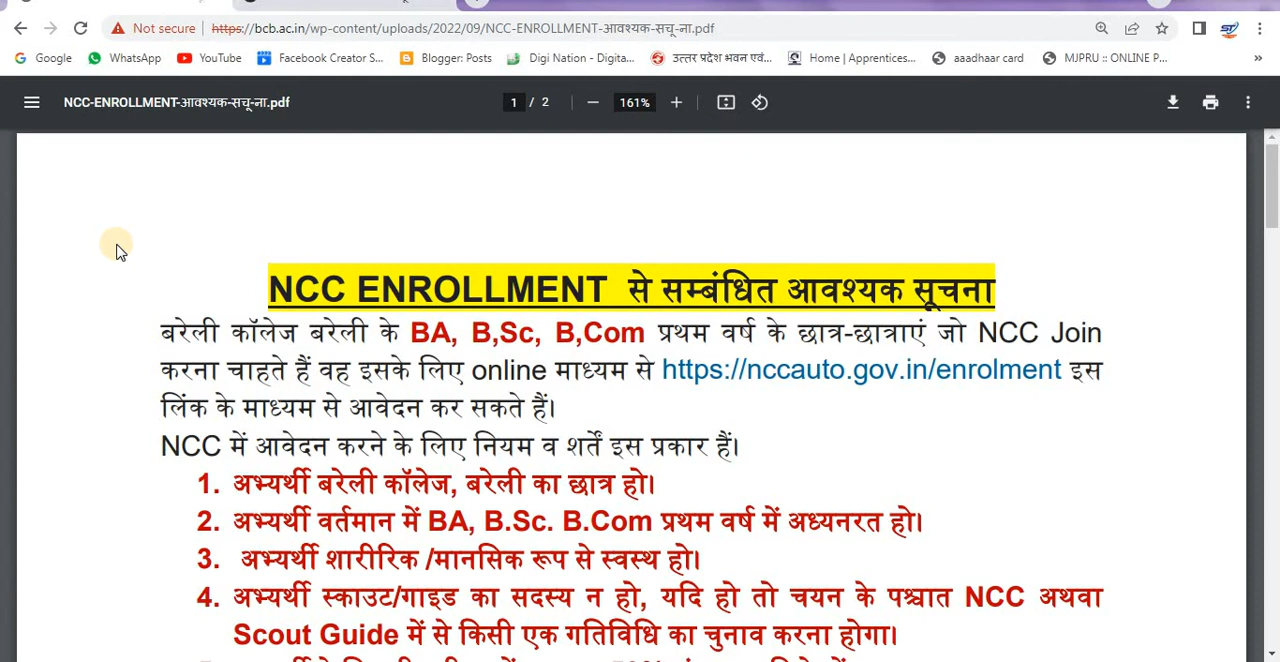 Not secure | https://bcb.ac.in/wp-content/uploads/2022/09/NCC-ENROLLMENT-आवश्यक-सचू-ना.pdf
Google WhatsApp YouTube Facebook Creator S... Blogger: Posts Digi Nation - Digita... उत्तर प्रदेश भवन एवं... Home | Apprentices... aaadhaar card MJPRU :: ONLINE P... »
NCC-ENROLLMENT-आवश्यक-सचू-ना.pdf 1 / 2 | − 161% +
NCC ENROLLMENT से सम्बंधित आवश्यक सूचना
बरेली कॉलेज बरेली के BA, B,Sc, B,Com प्रथम वर्ष के छात्र-छात्राएं जो NCC Join
करना चाहते हैं वह इसके लिए online माध्यम से https://nccauto.gov.in/enrolment इस
लिंक के माध्यम से आवेदन कर सकते हैं।
NCC में आवेदन करने के लिए नियम व शर्तें इस प्रकार हैं।
1. अभ्यर्थी बरेली कॉलेज, बरेली का छात्र हो।
2. अभ्यर्थी वर्तमान में BA, B.Sc. B.Com प्रथम वर्ष में अध्यनरत हो।
3. अभ्यर्थी शारीरिक /मानसिक रूप से स्वस्थ हो।
4. अभ्यर्थी स्काउट/गाइड का सदस्य न हो, यदि हो तो चयन के पश्चात NCC अथवा
Scout Guide में से किसी एक गतिविधि का चुनाव करना होगा।